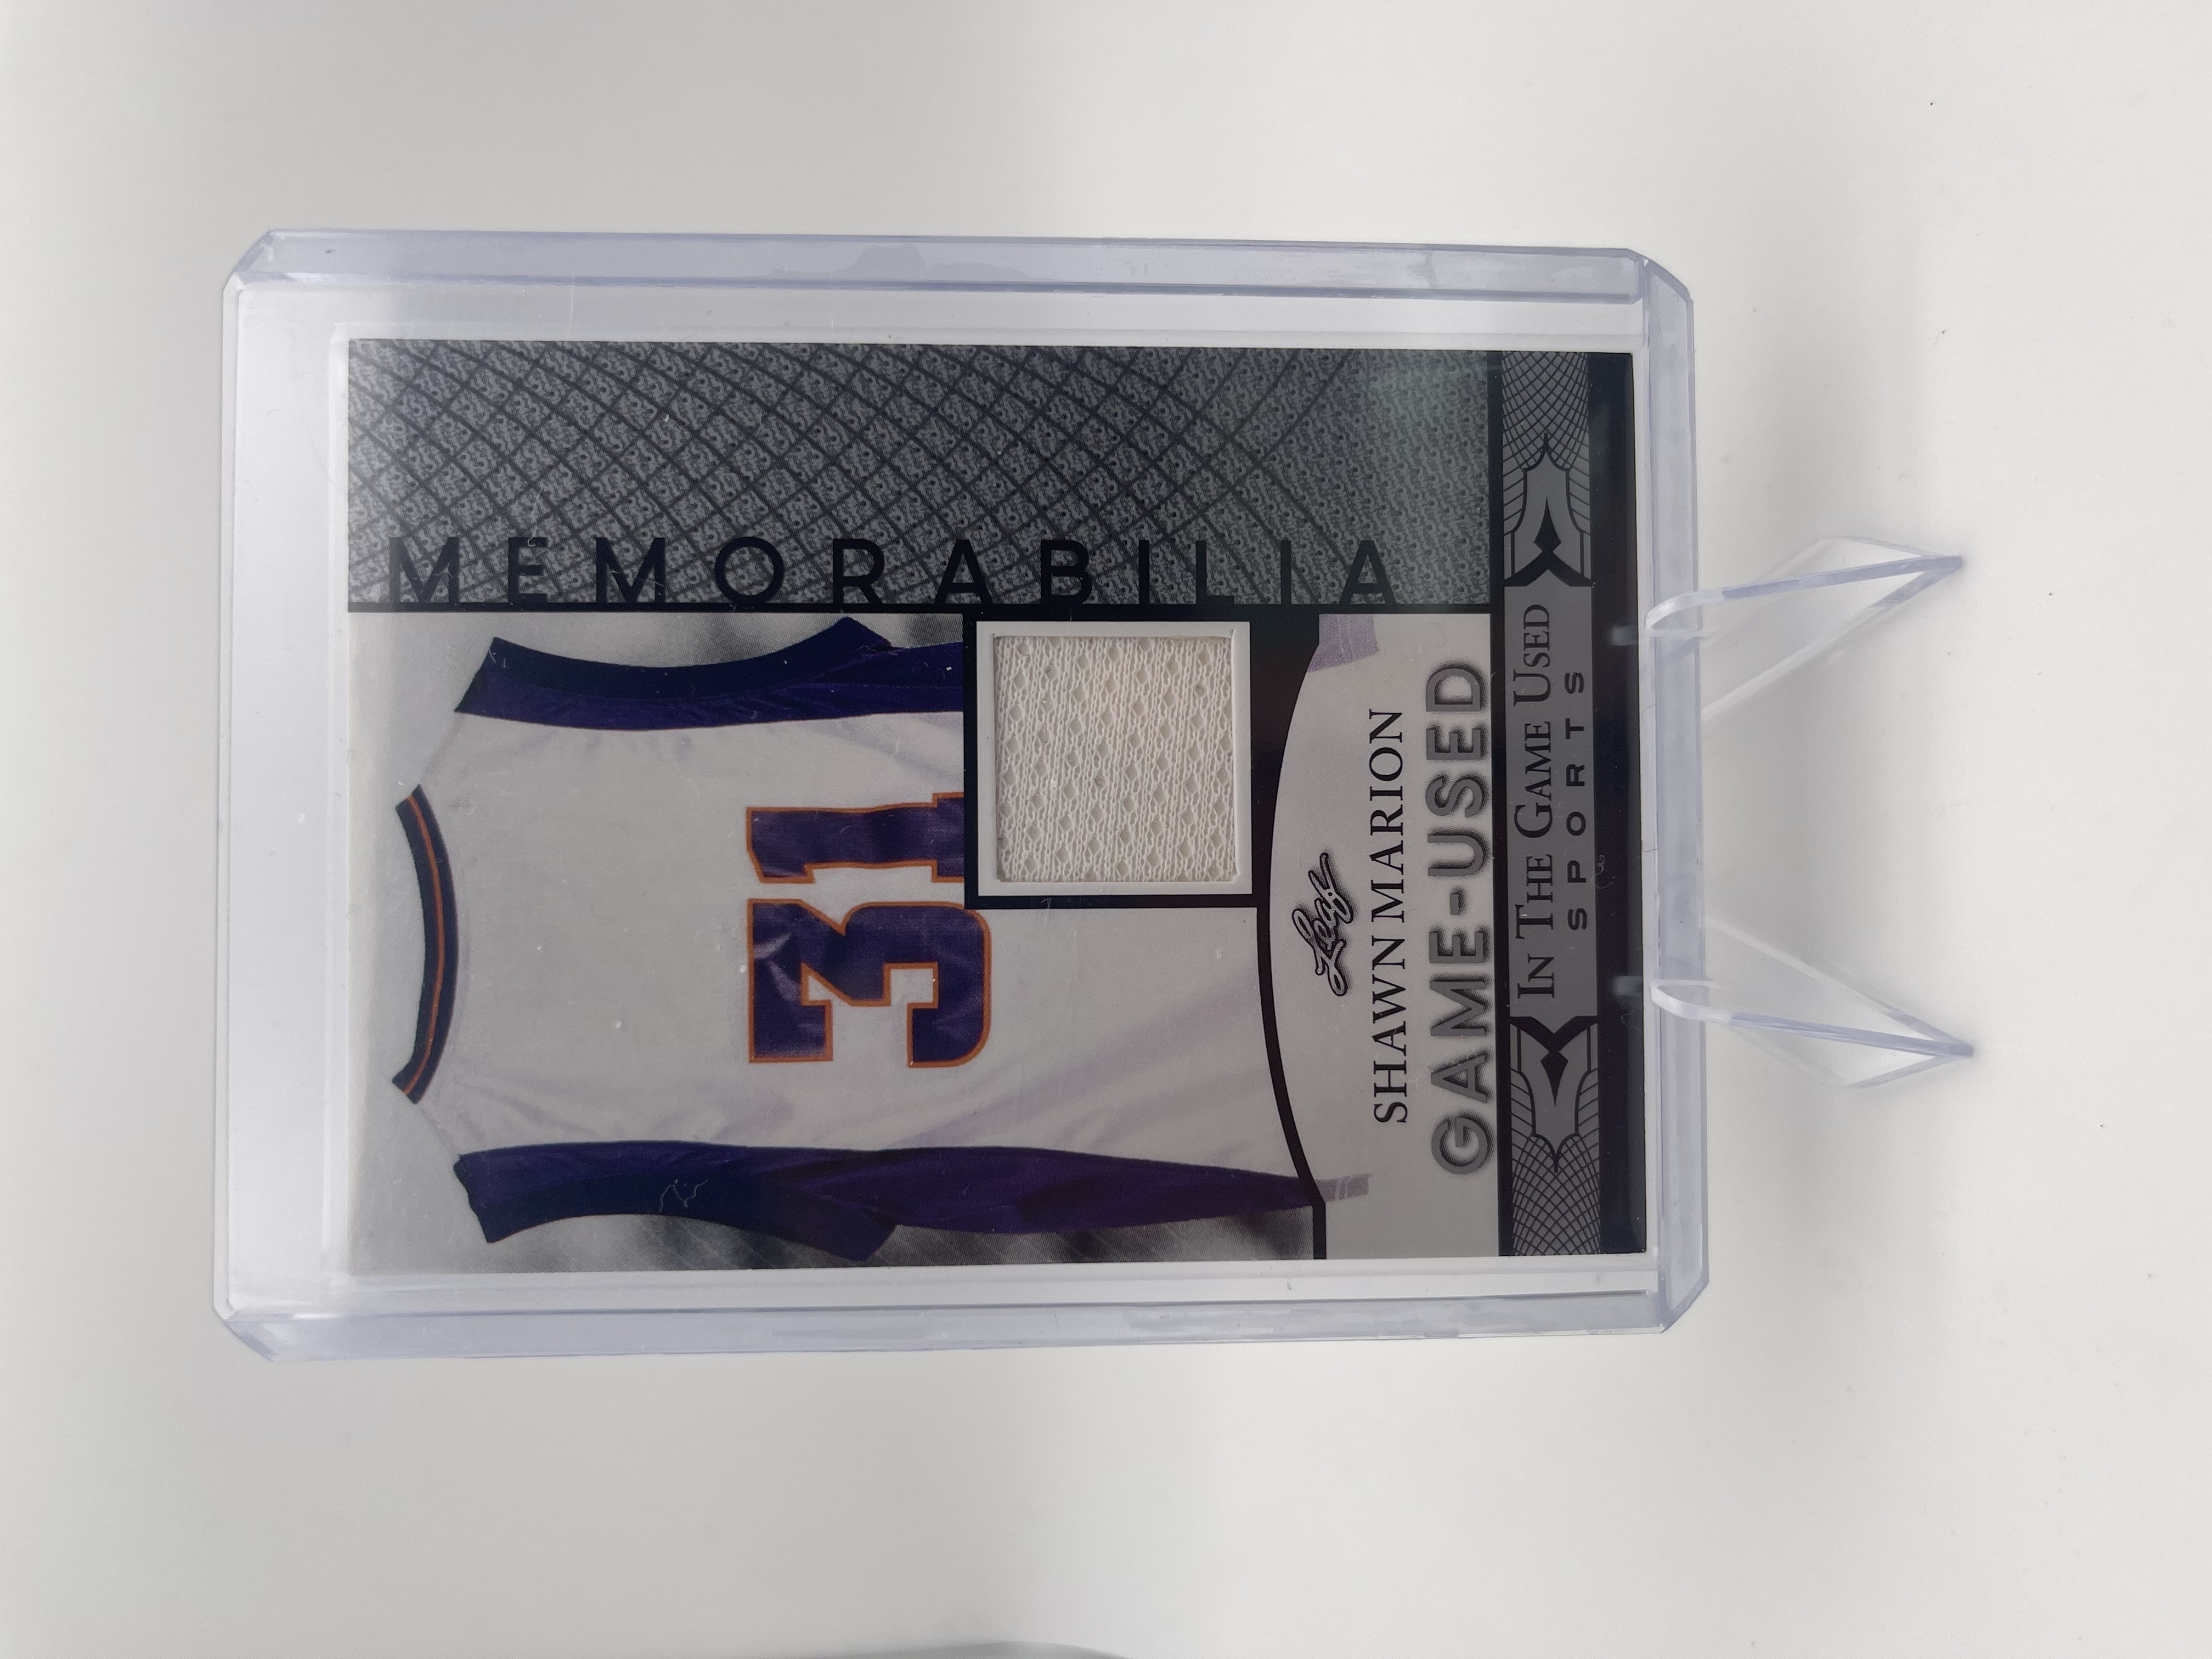 31
MEMORABILIA
Leaf
SHAWN MARION
GAME-USED
IN THE GAME USED
SPORTS